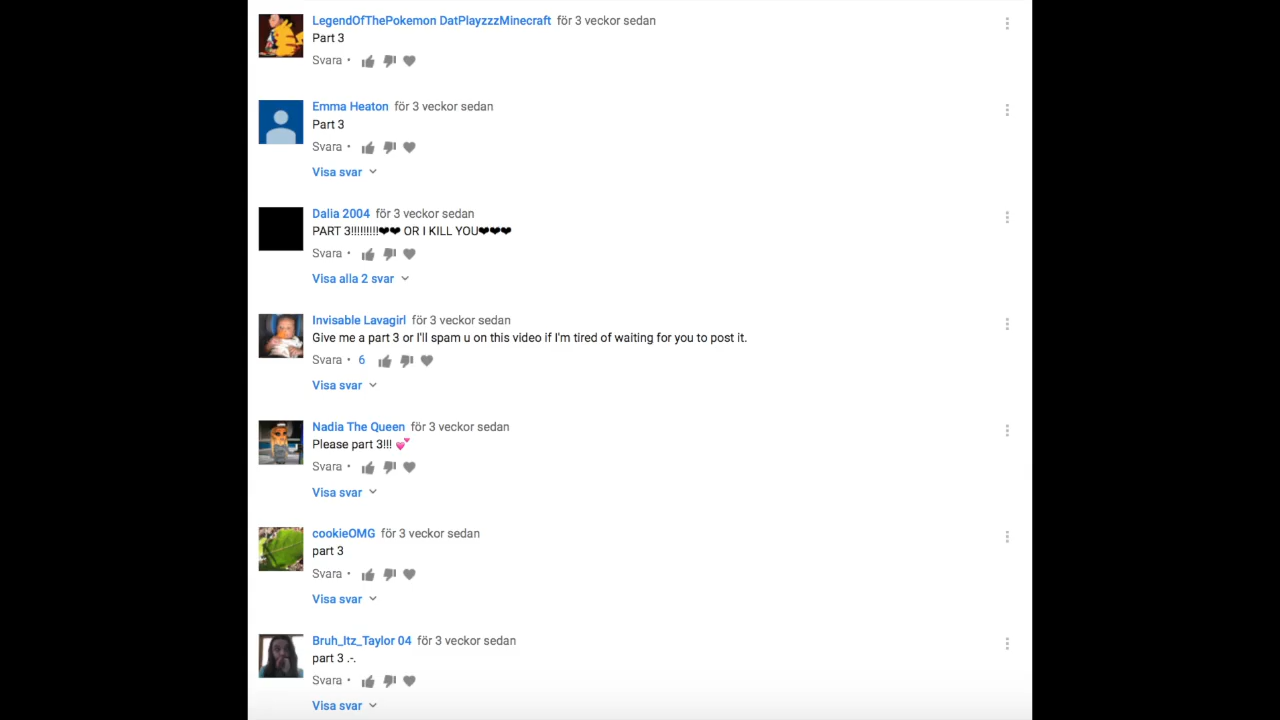 LegendOfThePokemon DatPlayzzzMinecraft för 3 veckor sedan
Part 3
Svara •
Emma Heaton för 3 veckor sedan
Part 3
Svara •
Visa svar
Dalia 2004 för 3 veckor sedan
PART 3!!!!!!!!!❤❤ OR I KILL YOU❤❤❤
Svara •
Visa alla 2 svar
Invisable Lavagirl för 3 veckor sedan
Give me a part 3 or I'll spam u on this video if I'm tired of waiting for you to post it.
Svara • 6
Visa svar
Nadia The Queen för 3 veckor sedan
Please part 3!!! 💕
Svara •
Visa svar
cookieOMG för 3 veckor sedan
part 3
Svara •
Visa svar
Bruh_Itz_Taylor 04 för 3 veckor sedan
part 3 .-.
Svara •
Visa svar